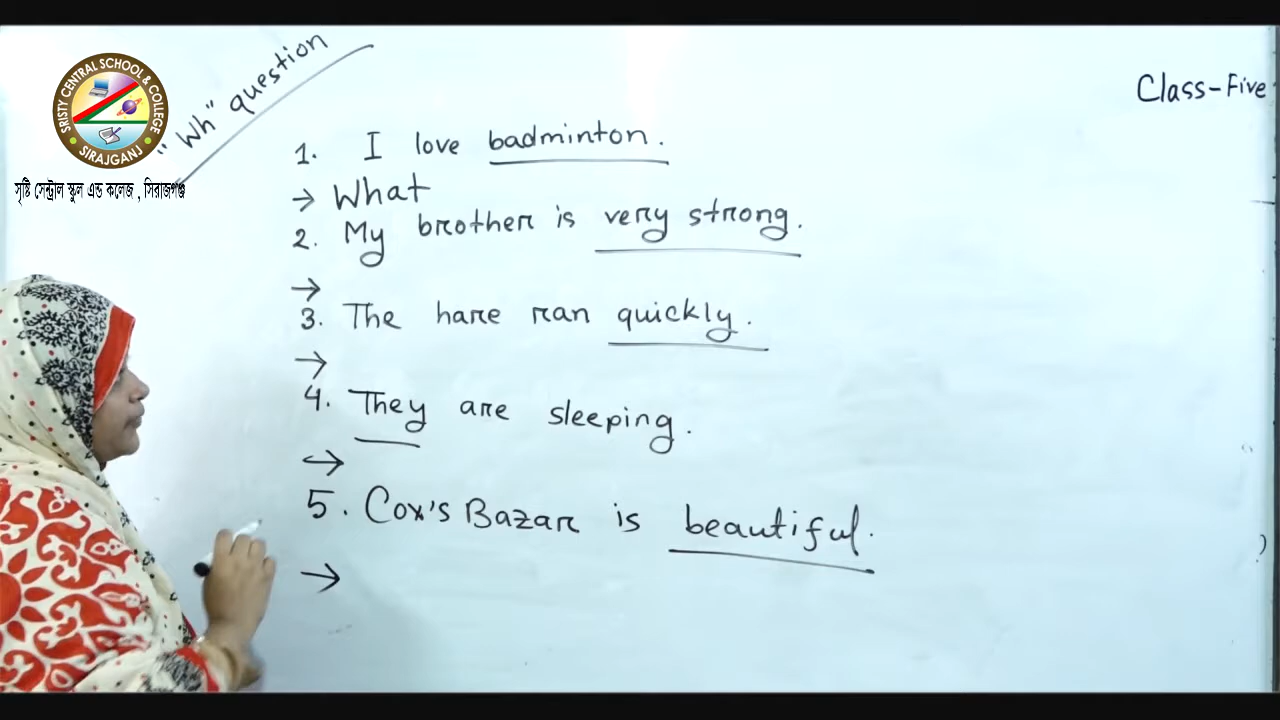 SRISTY CENTRAL SCHOOL & COLLEGE
SIRAJGANJ
সৃষ্টি সেন্ট্রাল স্কুল এন্ড কলেজ , সিরাজগঞ্জ
"Wh" question
Class-Five
1. I love badminton.
→ What
2. My brother is very strong.
→
3. The hare ran quickly.
→
4. They are sleeping.
→
5. Cox's Bazar is beautiful.
→